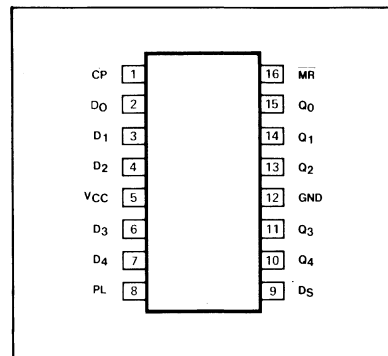 CP 1 16 M̅R̅
D0 2 15 Q0
D1 3 14 Q1
D2 4 13 Q2
VCC 5 12 GND
D3 6 11 Q3
D4 7 10 Q4
PL 8 9 DS